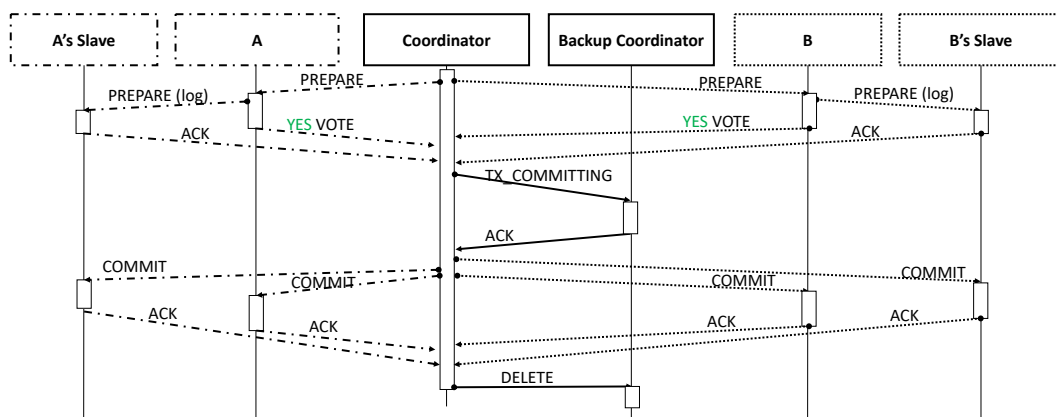 A's Slave
A
Coordinator
Backup Coordinator
B
B's Slave
PREPARE
PREPARE
PREPARE (log)
PREPARE (log)
YES VOTE
YES VOTE
ACK
ACK
TX_COMMITTING
ACK
COMMIT
COMMIT
COMMIT
COMMIT
ACK
ACK
ACK
ACK
DELETE